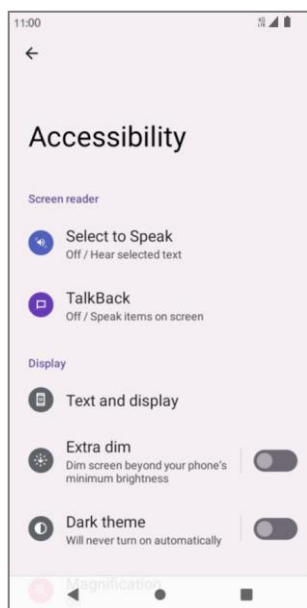 11:00
Accessibility
Screen reader
Select to Speak
Off / Hear selected text
TalkBack
Off / Speak items on screen
Display
Text and display
Extra dim
Dim screen beyond your phone's
minimum brightness
Dark theme
Will never turn on automatically
Magnification